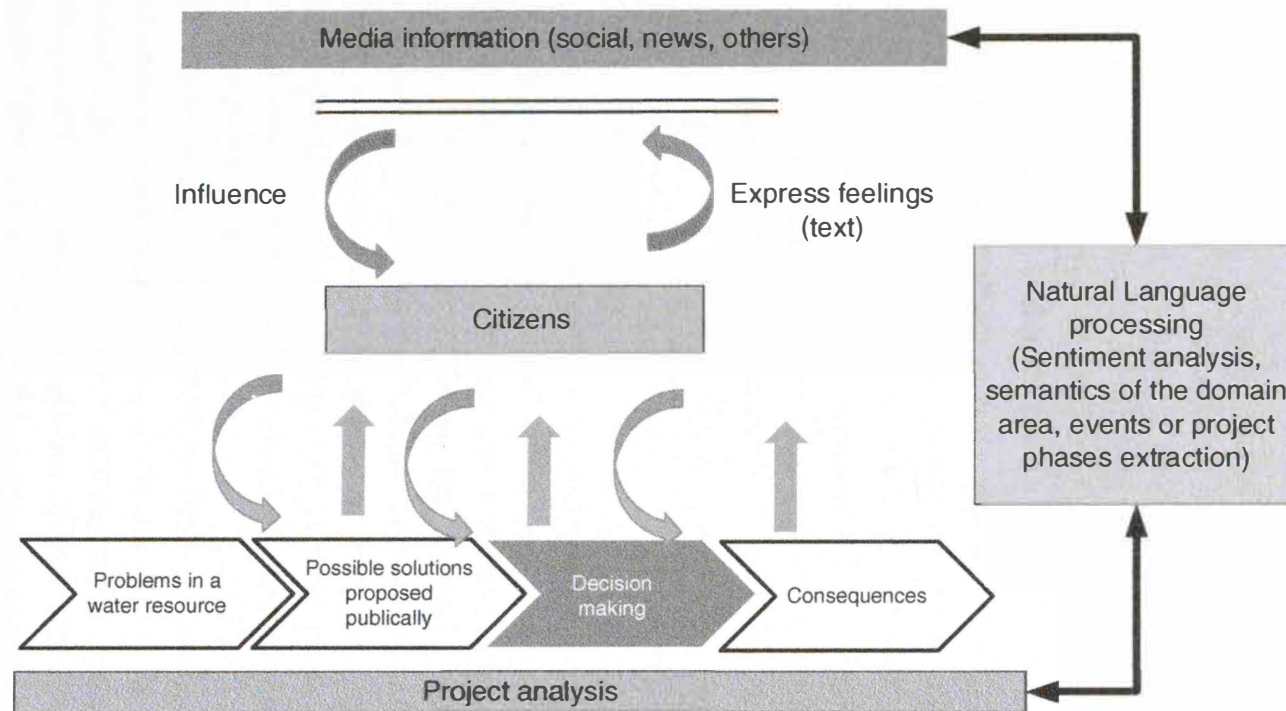 Media information (social, news, others)
Influence
Express feelings
(text)
Citizens
Natural Language
processing
(Sentiment analysis,
semantics of the domain
area, events or project
phases extraction)
Problems in a
water resource
Possible solutions
proposed
publically
Decision
making
Consequences
Project analysis